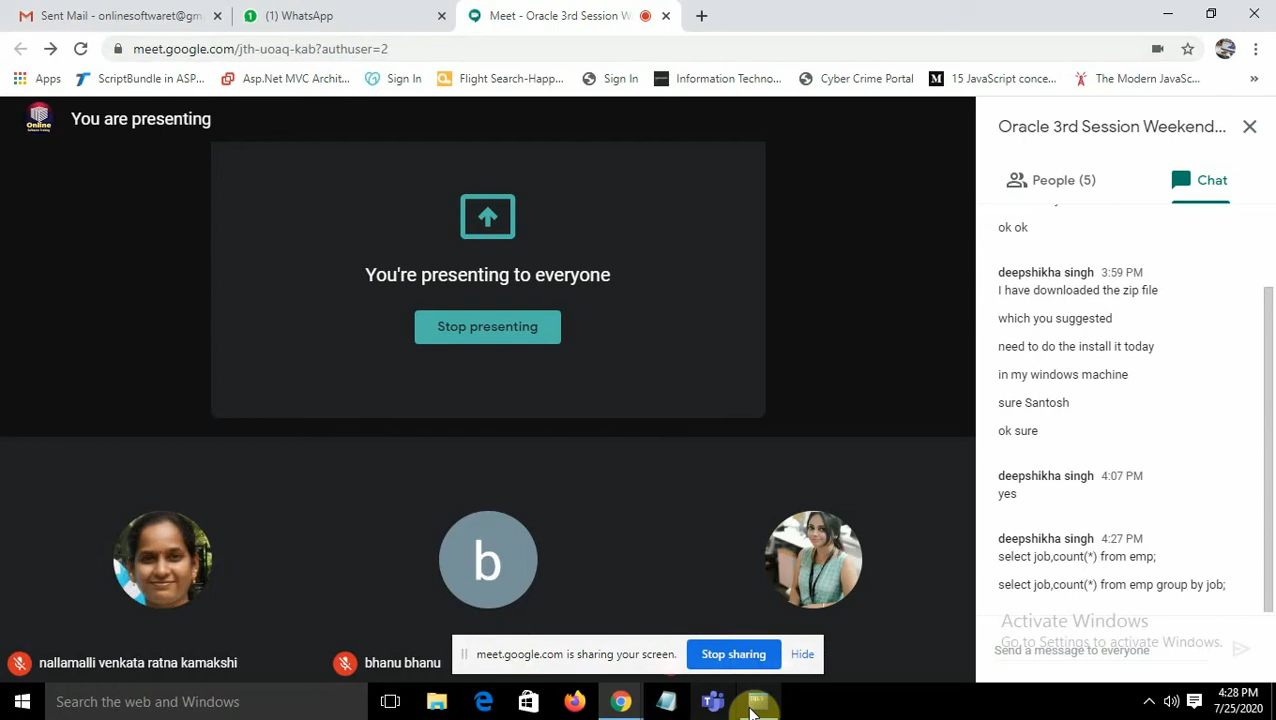 Sent Mail - onlinesoftwaret@gm
(1) WhatsApp
Meet - Oracle 3rd Session W
meet.google.com/jth-uoaq-kab?authuser=2
Apps
ScriptBundle in ASP...
Asp.Net MVC Archit...
Sign In
Flight Search-Happ...
Sign In
Information Techno...
Cyber Crime Portal
15 JavaScript conce...
The Modern JavaSc...
»
Online
You are presenting
Oracle 3rd Session Weekend...
People (5)
Chat
ok ok
deepshikha singh 3:59 PM
I have downloaded the zip file
which you suggested
need to do the install it today
in my windows machine
sure Santosh
ok sure
deepshikha singh 4:07 PM
yes
deepshikha singh 4:27 PM
select job,count(*) from emp;
select job,count(*) from emp group by job;
You're presenting to everyone
Stop presenting
b
nallamalli venkata ratna kamakshi
bhanu bhanu
meet.google.com is sharing your screen.
Stop sharing
Hide
Activate Windows
Go to Settings to activate Windows.
Send a message to everyone
Search the web and Windows
4:28 PM
7/25/2020